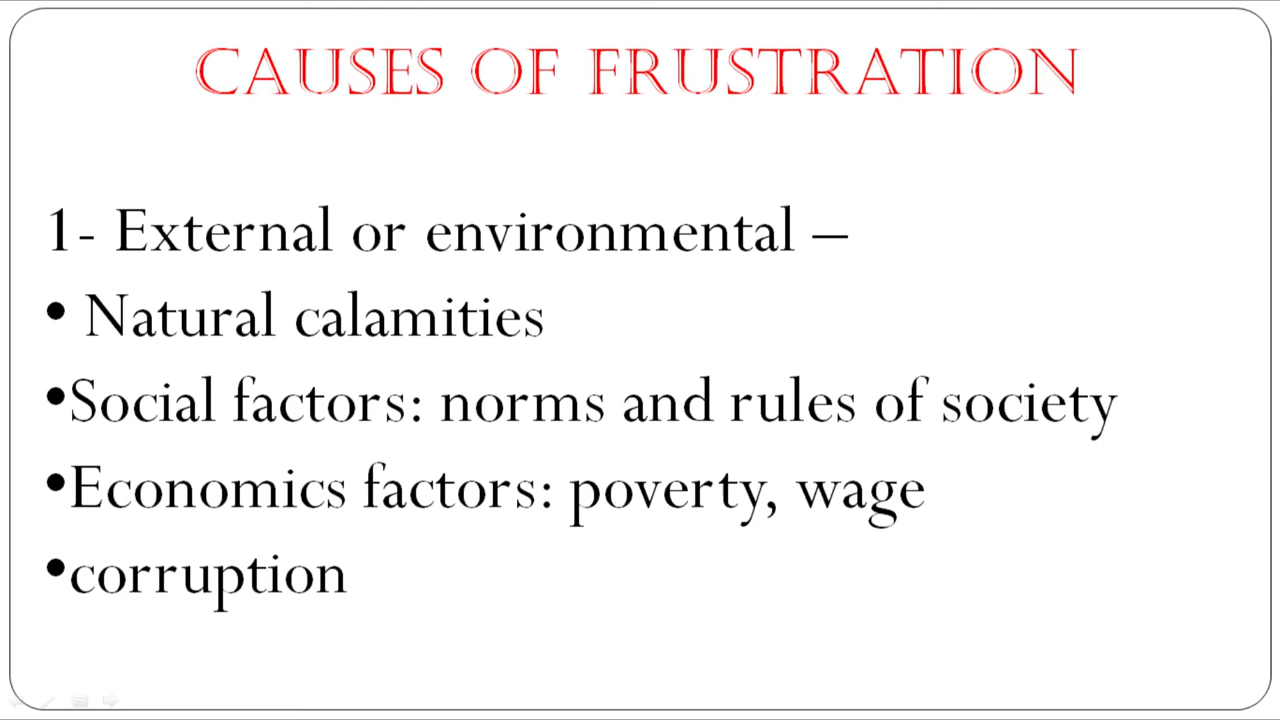 CAUSES OF FRUSTRATION
1- External or environmental –
• Natural calamities
•Social factors: norms and rules of society
•Economics factors: poverty, wage
•corruption